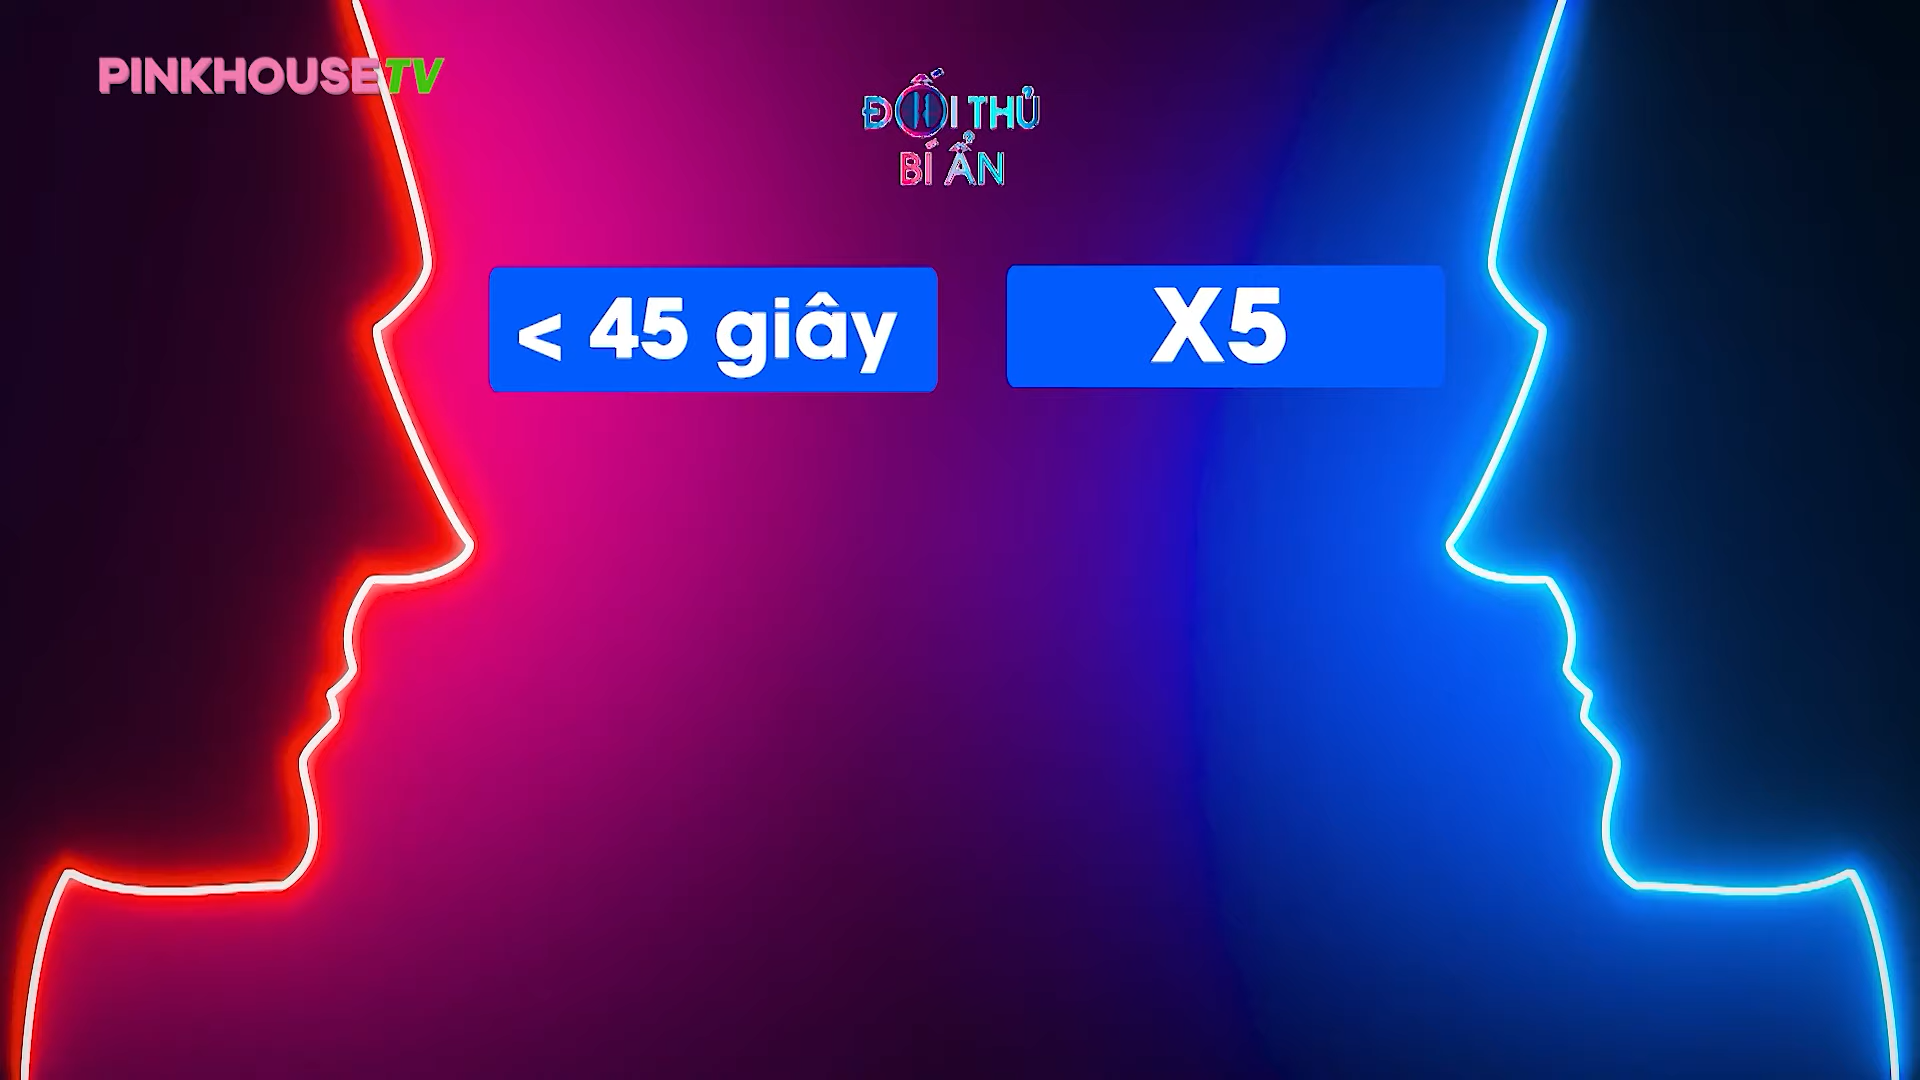 PINKHOUSETV
ĐỐI THỦ
BÍ ẨN
< 45 giây
X5